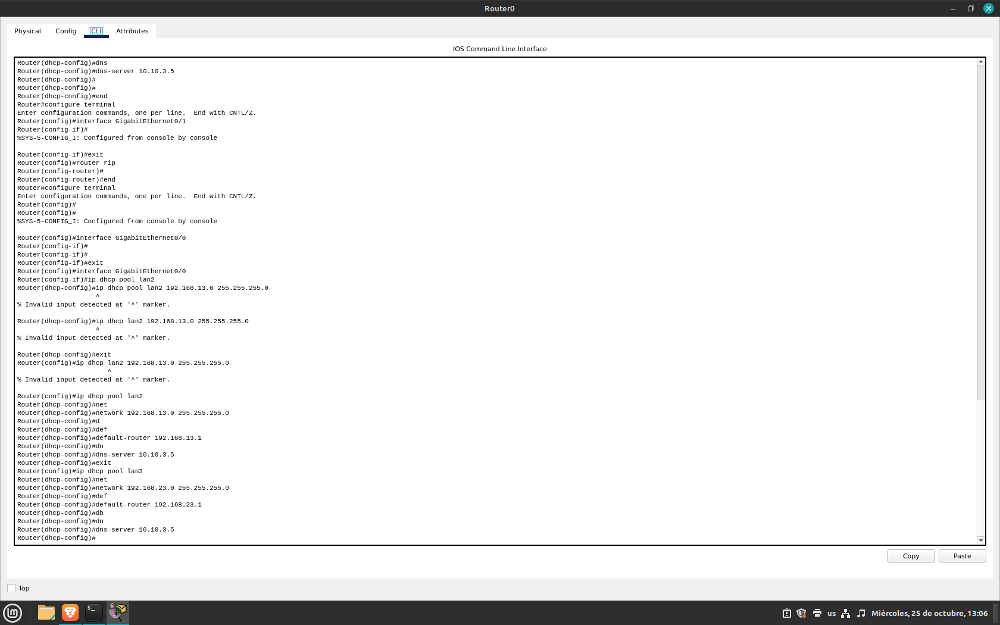 Router0
Physical Config CLI Attributes
IOS Command Line Interface
Router(dhcp-config)#dns
Router(dhcp-config)#dns-server 10.10.3.5
Router(dhcp-config)#
Router(dhcp-config)#
Router(dhcp-config)#end
Router#configure terminal
Enter configuration commands, one per line.  End with CNTL/Z.
Router(config)#interface GigabitEthernet0/1
Router(config-if)#
%SYS-5-CONFIG_I: Configured from console by console
Router(config-if)#exit
Router(config)#router rip
Router(config-router)#
Router(config-router)#end
Router#configure terminal
Enter configuration commands, one per line.  End with CNTL/Z.
Router(config)#
Router(config)#
%SYS-5-CONFIG_I: Configured from console by console
Router(config)#interface GigabitEthernet0/0
Router(config-if)#
Router(config-if)#
Router(config-if)#exit
Router(config)#interface GigabitEthernet0/0
Router(config-if)#ip dhcp pool lan2
Router(dhcp-config)#ip dhcp pool lan2 192.168.13.0 255.255.255.0
^
% Invalid input detected at '^' marker.
Router(dhcp-config)#ip dhcp lan2 192.168.13.0 255.255.255.0
^
% Invalid input detected at '^' marker.
Router(dhcp-config)#exit
Router(config)#ip dhcp lan2 192.168.13.0 255.255.255.0
^
% Invalid input detected at '^' marker.
Router(config)#ip dhcp pool lan2
Router(dhcp-config)#net
Router(dhcp-config)#network 192.168.13.0 255.255.255.0
Router(dhcp-config)#d
Router(dhcp-config)#def
Router(dhcp-config)#default-router 192.168.13.1
Router(dhcp-config)#dn
Router(dhcp-config)#dns-server 10.10.3.5
Router(dhcp-config)#exit
Router(config)#ip dhcp pool lan3
Router(dhcp-config)#net
Router(dhcp-config)#network 192.168.23.0 255.255.255.0
Router(dhcp-config)#def
Router(dhcp-config)#default-router 192.168.23.1
Router(dhcp-config)#db
Router(dhcp-config)#dn
Router(dhcp-config)#dns-server 10.10.3.5
Router(dhcp-config)#
Copy Paste
Top
$_ 6 us Miércoles, 25 de octubre, 13:06